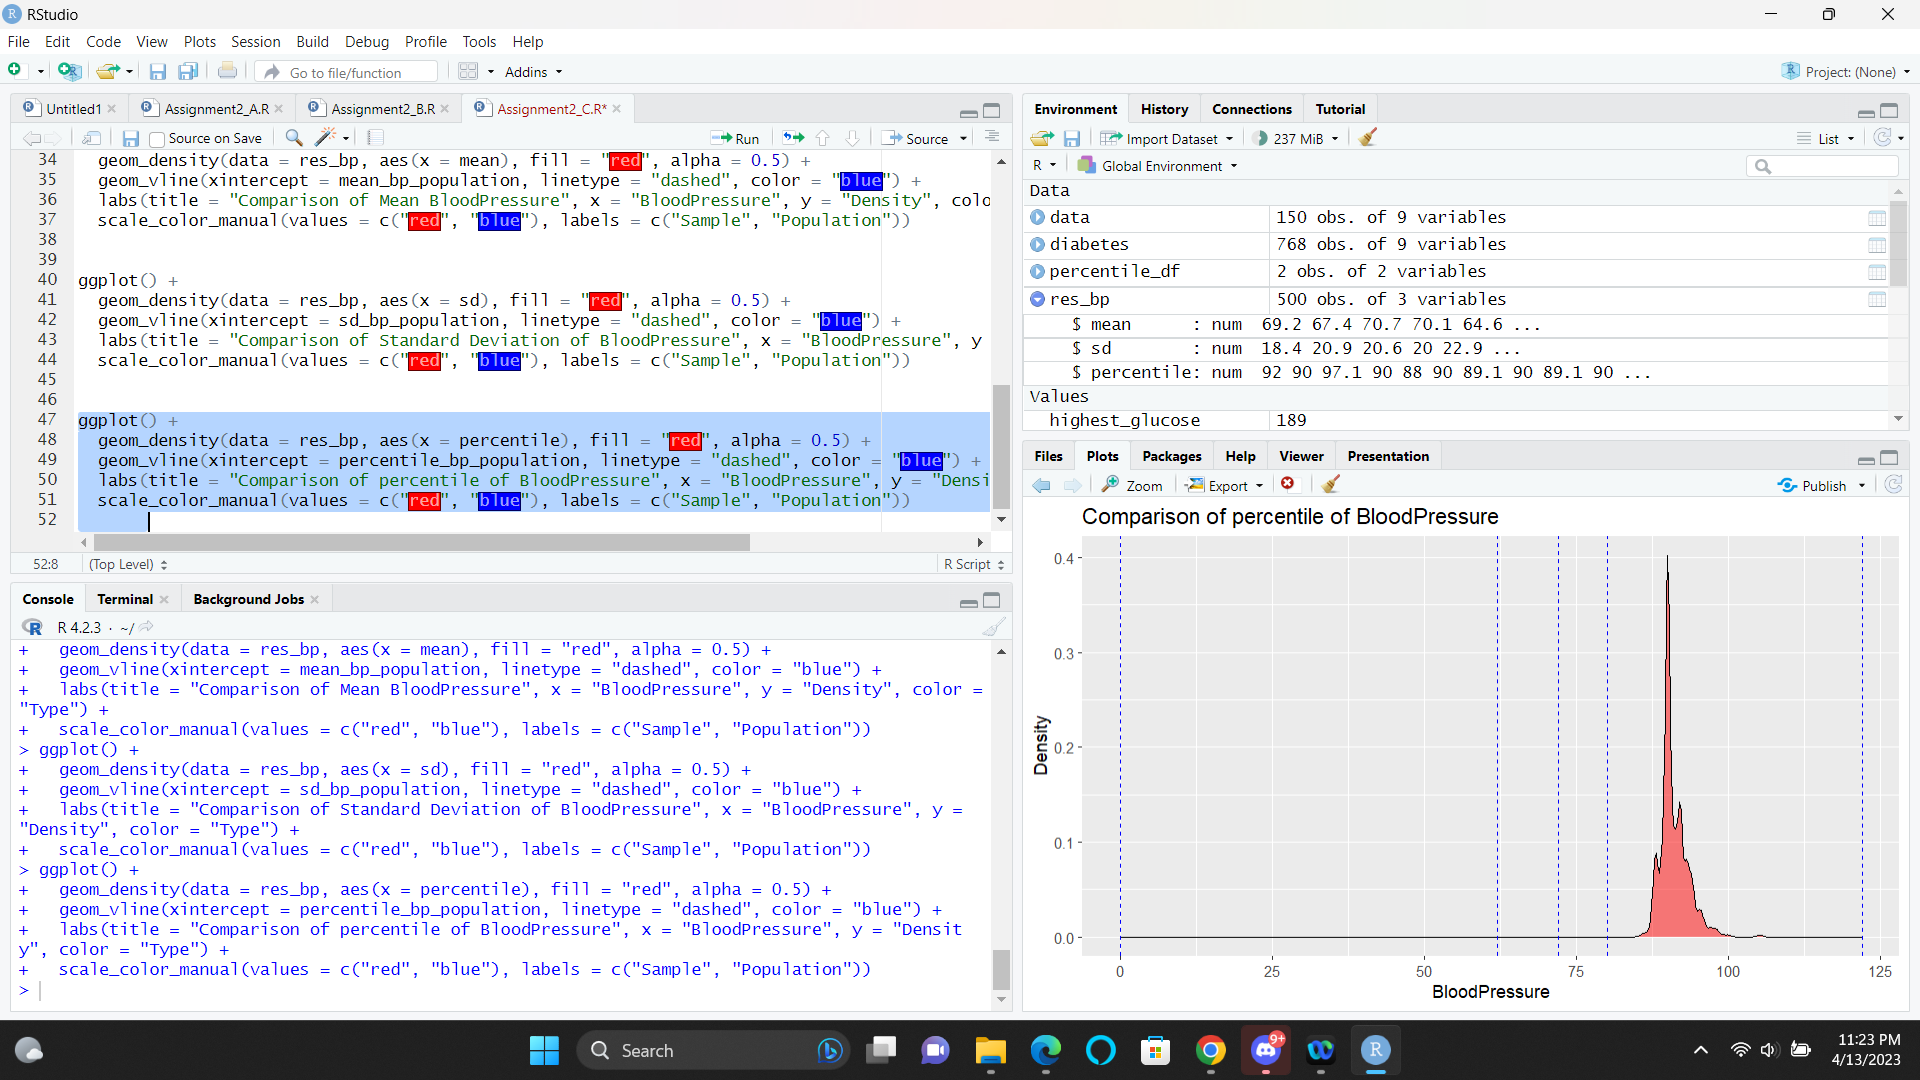 RStudio
File Edit Code View Plots Session Build Debug Profile Tools Help
Go to file/function Addins Project: (None)
Untitled1 Assignment2_A.R Assignment2_B.R Assignment2_C.R*
Source on Save Run Source
34 geom_density(data = res_bp, aes(x = mean), fill = "red", alpha = 0.5) +
35 geom_vline(xintercept = mean_bp_population, linetype = "dashed", color = "blue") +
36 labs(title = "Comparison of Mean BloodPressure", x = "BloodPressure", y = "Density", colo
37 scale_color_manual(values = c("red", "blue"), labels = c("Sample", "Population"))
38
39
40 ggplot() +
41 geom_density(data = res_bp, aes(x = sd), fill = "red", alpha = 0.5) +
42 geom_vline(xintercept = sd_bp_population, linetype = "dashed", color = "blue") +
43 labs(title = "Comparison of Standard Deviation of BloodPressure", x = "BloodPressure", y
44 scale_color_manual(values = c("red", "blue"), labels = c("Sample", "Population"))
45
46
47 ggplot() +
48 geom_density(data = res_bp, aes(x = percentile), fill = "red", alpha = 0.5) +
49 geom_vline(xintercept = percentile_bp_population, linetype = "dashed", color = "blue") +
50 labs(title = "Comparison of percentile of BloodPressure", x = "BloodPressure", y = "Densi
51 scale_color_manual(values = c("red", "blue"), labels = c("Sample", "Population"))
52
52:8 (Top Level) R Script
Console Terminal Background Jobs
R 4.2.3 · ~/
+ geom_density(data = res_bp, aes(x = mean), fill = "red", alpha = 0.5) +
+ geom_vline(xintercept = mean_bp_population, linetype = "dashed", color = "blue") +
+ labs(title = "Comparison of Mean BloodPressure", x = "BloodPressure", y = "Density", color =
"Type") +
+ scale_color_manual(values = c("red", "blue"), labels = c("Sample", "Population"))
> ggplot() +
+ geom_density(data = res_bp, aes(x = sd), fill = "red", alpha = 0.5) +
+ geom_vline(xintercept = sd_bp_population, linetype = "dashed", color = "blue") +
+ labs(title = "Comparison of Standard Deviation of BloodPressure", x = "BloodPressure", y =
"Density", color = "Type") +
+ scale_color_manual(values = c("red", "blue"), labels = c("Sample", "Population"))
> ggplot() +
+ geom_density(data = res_bp, aes(x = percentile), fill = "red", alpha = 0.5) +
+ geom_vline(xintercept = percentile_bp_population, linetype = "dashed", color = "blue") +
+ labs(title = "Comparison of percentile of BloodPressure", x = "BloodPressure", y = "Densit
y", color = "Type") +
+ scale_color_manual(values = c("red", "blue"), labels = c("Sample", "Population"))
>
Environment History Connections Tutorial
Import Dataset 237 MiB List
R Global Environment
Data
data 150 obs. of 9 variables
diabetes 768 obs. of 9 variables
percentile_df 2 obs. of 2 variables
res_bp 500 obs. of 3 variables
$ mean : num 69.2 67.4 70.7 70.1 64.6 ...
$ sd : num 18.4 20.9 20.6 20 22.9 ...
$ percentile: num 92 90 97.1 90 88 90 89.1 90 89.1 90 ...
Values
highest_glucose 189
Files Plots Packages Help Viewer Presentation
Zoom Export Publish
Comparison of percentile of BloodPressure
0.4
0.3
0.2
0.1
0.0
Density
0 25 50 75 100 125
BloodPressure
Search
9+
11:23 PM
4/13/2023